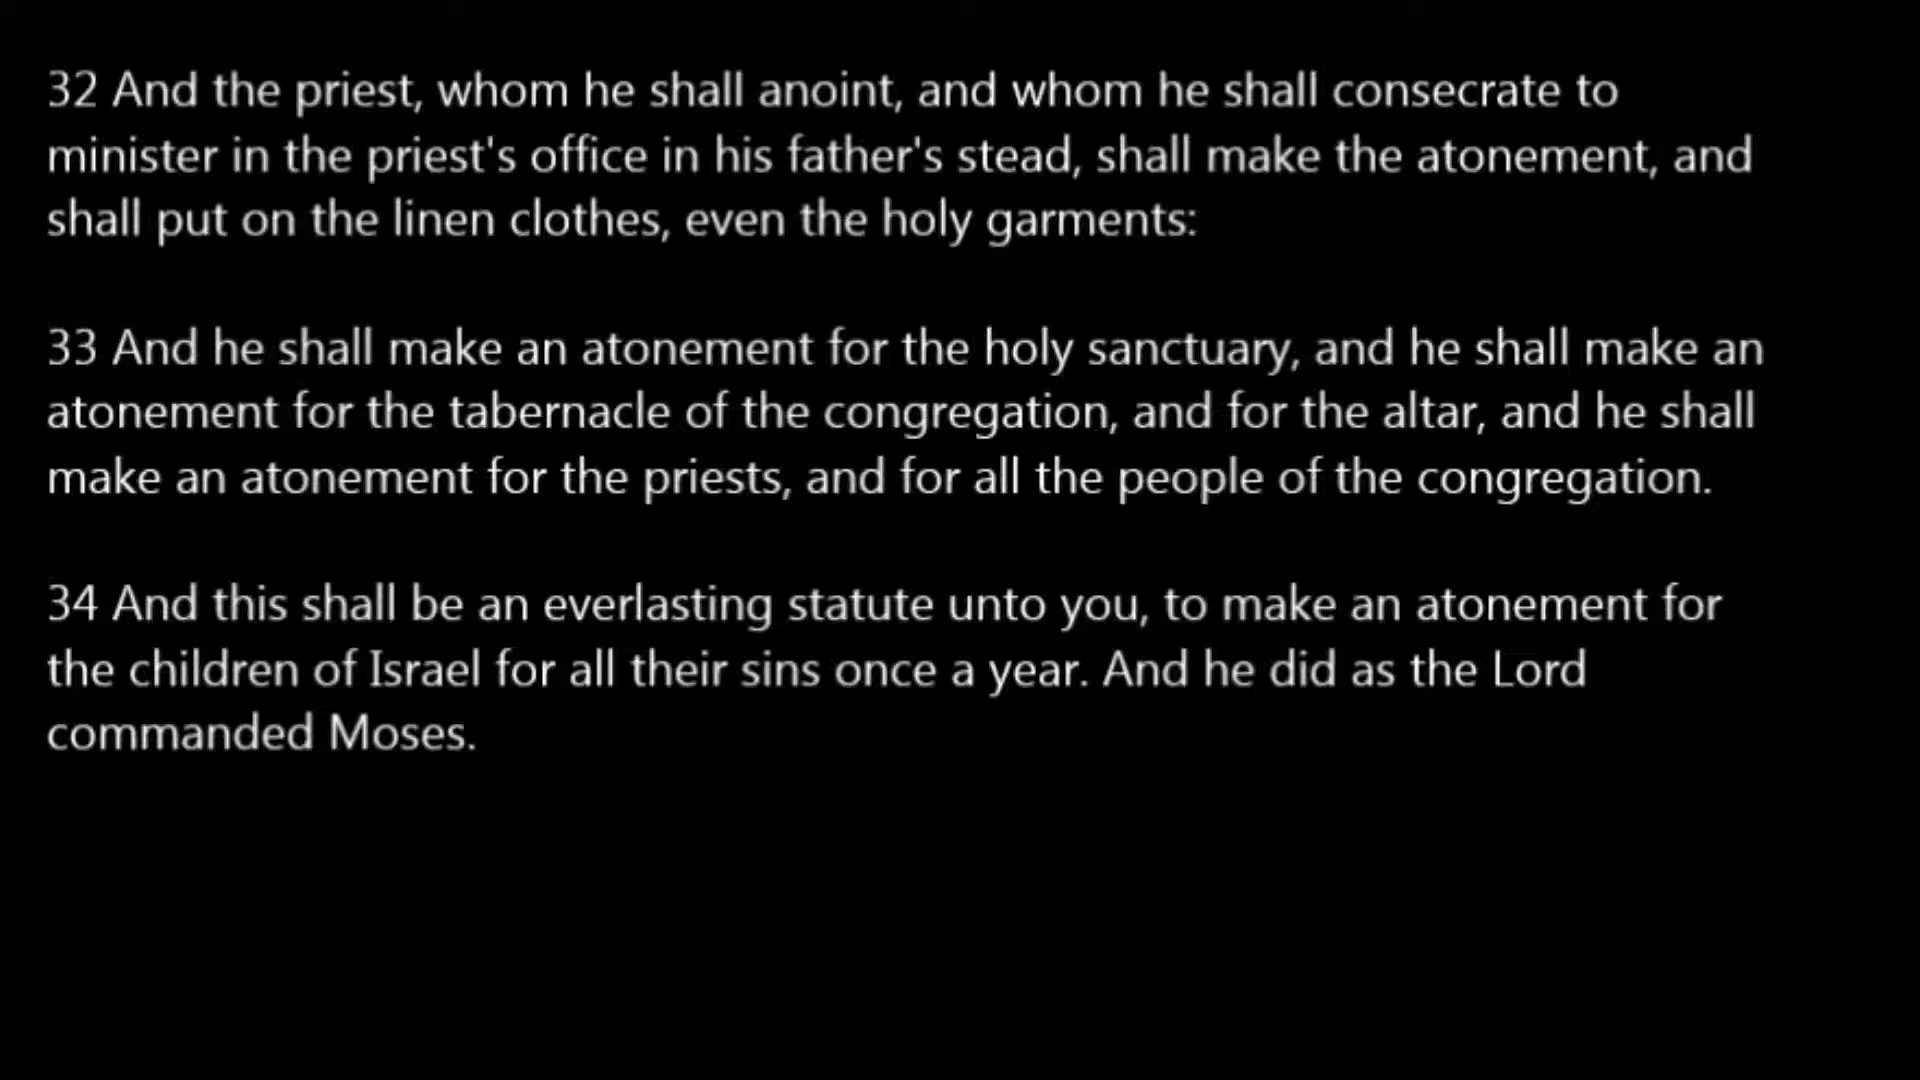 32 And the priest, whom he shall anoint, and whom he shall consecrate to
minister in the priest's office in his father's stead, shall make the atonement, and
shall put on the linen clothes, even the holy garments:
33 And he shall make an atonement for the holy sanctuary, and he shall make an
atonement for the tabernacle of the congregation, and for the altar, and he shall
make an atonement for the priests, and for all the people of the congregation.
34 And this shall be an everlasting statute unto you, to make an atonement for
the children of Israel for all their sins once a year. And he did as the Lord
commanded Moses.